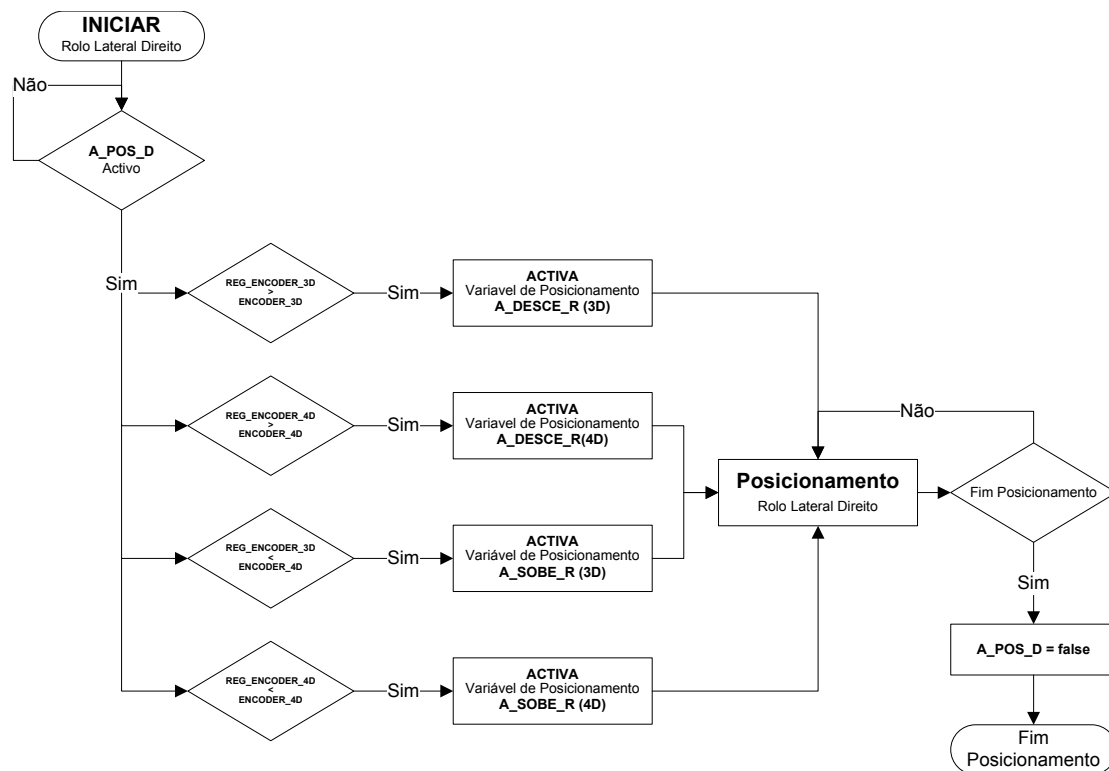 INICIAR
Rolo Lateral Direito
Não
A_POS_D
Activo
Sim
REG_ENCODER_3D
>
ENCODER_3D
Sim
ACTIVA
Variavel de Posicionamento
A_DESCE_R (3D)
REG_ENCODER_4D
>
ENCODER_4D
Sim
ACTIVA
Variavel de Posicionamento
A_DESCE_R(4D)
REG_ENCODER_3D
<
ENCODER_4D
Sim
ACTIVA
Variável de Posicionamento
A_SOBE_R (3D)
REG_ENCODER_4D
<
ENCODER_4D
Sim
ACTIVA
Variável de Posicionamento
A_SOBE_R (4D)
Posicionamento
Rolo Lateral Direito
Não
Fim Posicionamento
Sim
A_POS_D = false
Fim
Posicionamento